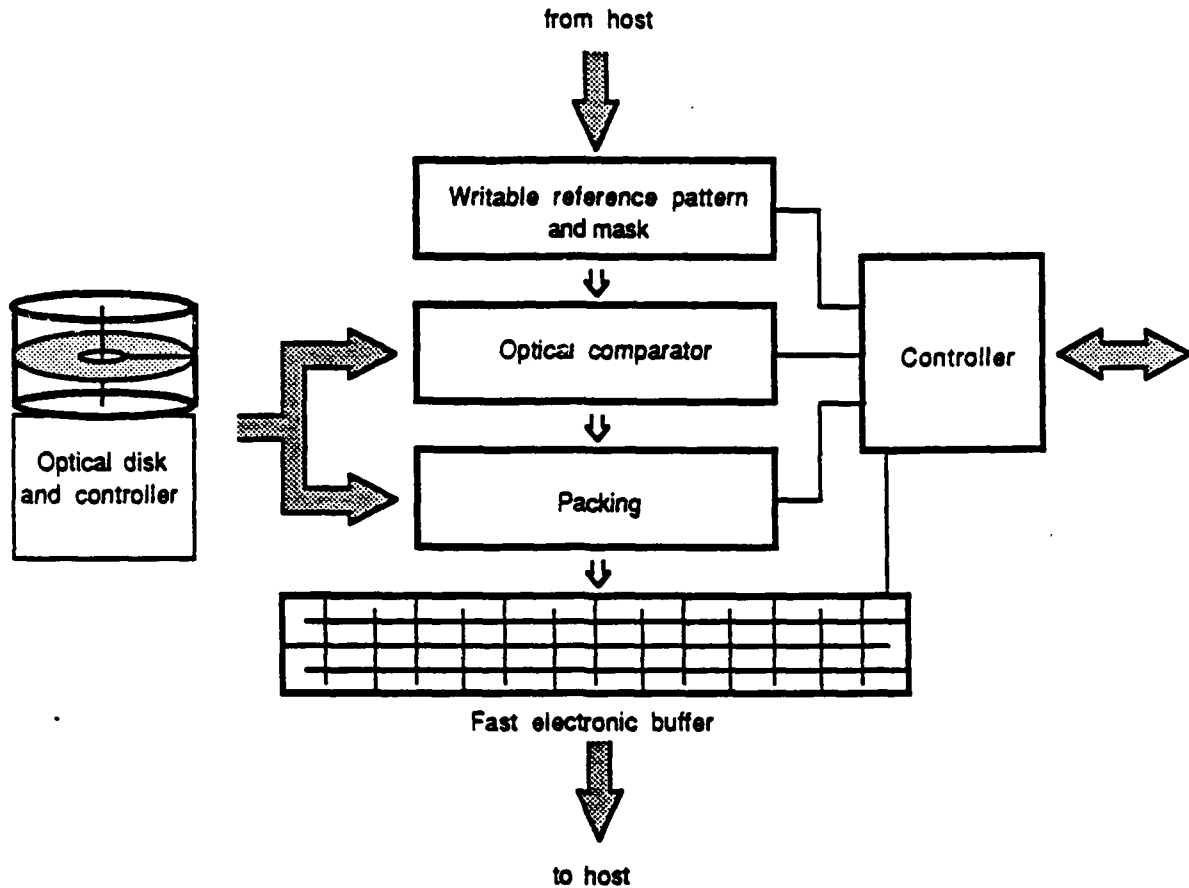 from host
Writable reference pattern
and mask
Optical comparator
Controller
Optical disk
and controller
Packing
Fast electronic buffer
to host